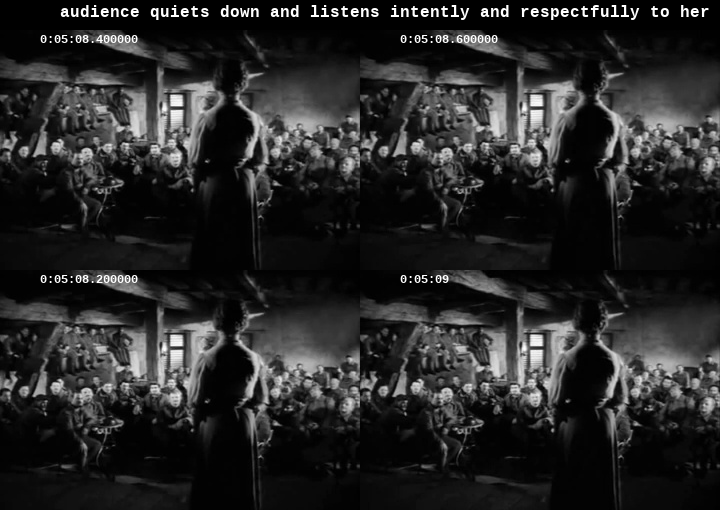 audience quiets down and listens intently and respectfully to her
0:05:08.400000 0:05:08.600000
0:05:08.200000 0:05:09